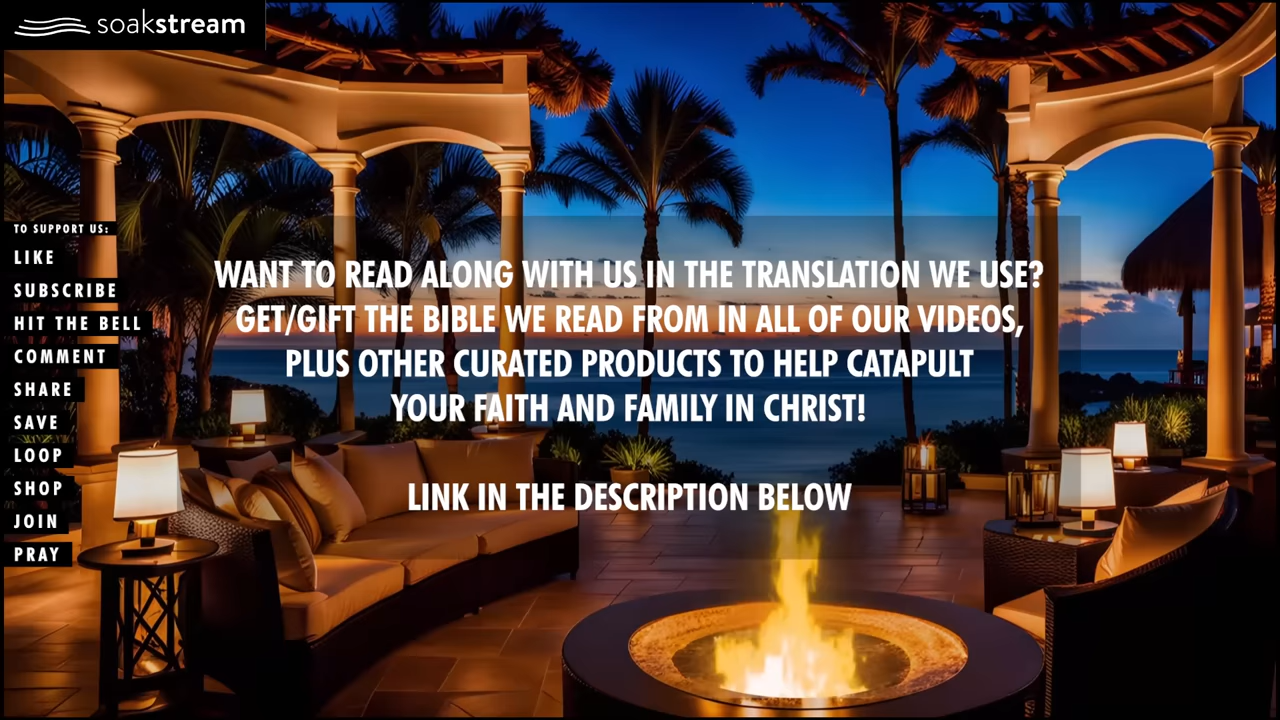 soakstream
TO SUPPORT US:
LIKE
SUBSCRIBE
HIT THE BELL
COMMENT
SHARE
SAVE
LOOP
SHOP
JOIN
PRAY
WANT TO READ ALONG WITH US IN THE TRANSLATION WE USE?
GET/GIFT THE BIBLE WE READ FROM IN ALL OF OUR VIDEOS,
PLUS OTHER CURATED PRODUCTS TO HELP CATAPULT
YOUR FAITH AND FAMILY IN CHRIST!
LINK IN THE DESCRIPTION BELOW